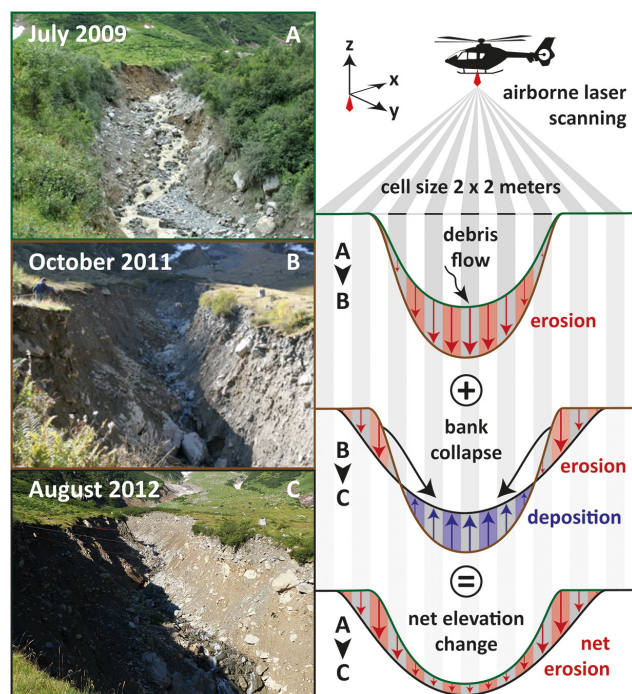 July 2009
A
October 2011
B
August 2012
C
z
x
y
airborne laser
scanning
cell size 2 x 2 meters
A
B
debris
flow
erosion
+
B
C
bank
collapse
erosion
deposition
=
A
C
net elevation
change
net
erosion